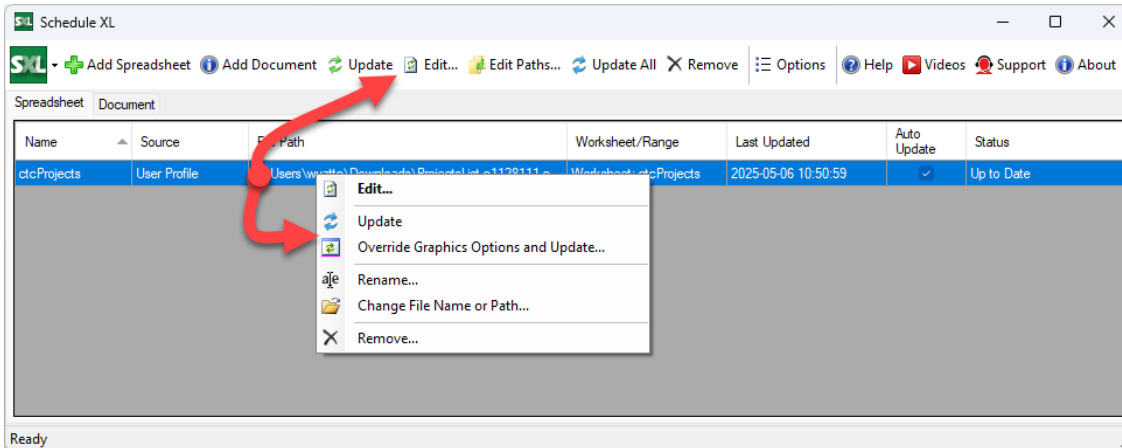 SXL Schedule XL
SXL Add Spreadsheet Add Document Update Edit... Edit Paths... Update All Remove Options Help Videos Support About
Spreadsheet Document
Name Source Path Worksheet/Range Last Updated Auto Update Status
ctcProjects User Profile Worksheet: ctcProjects 2025-05-06 10:50:59 Up to Date
Edit...
Update
Override Graphics Options and Update...
Rename...
Change File Name or Path...
Remove...
Ready